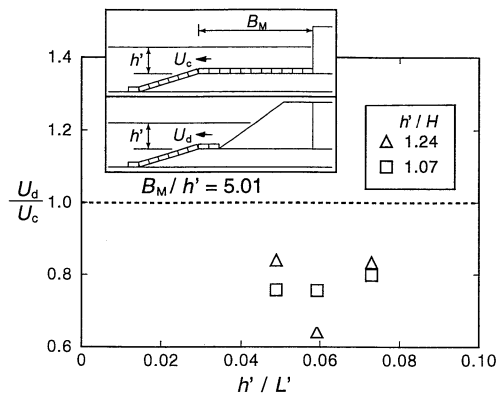 B_M
h'
U_c
h'
U_d
B_M / h' = 5.01
h' / H
△ 1.24
□ 1.07
U_d
U_c
1.4
1.2
1.0
0.8
0.6
0
0.02
0.04
0.06
0.08
0.10
h' / L'